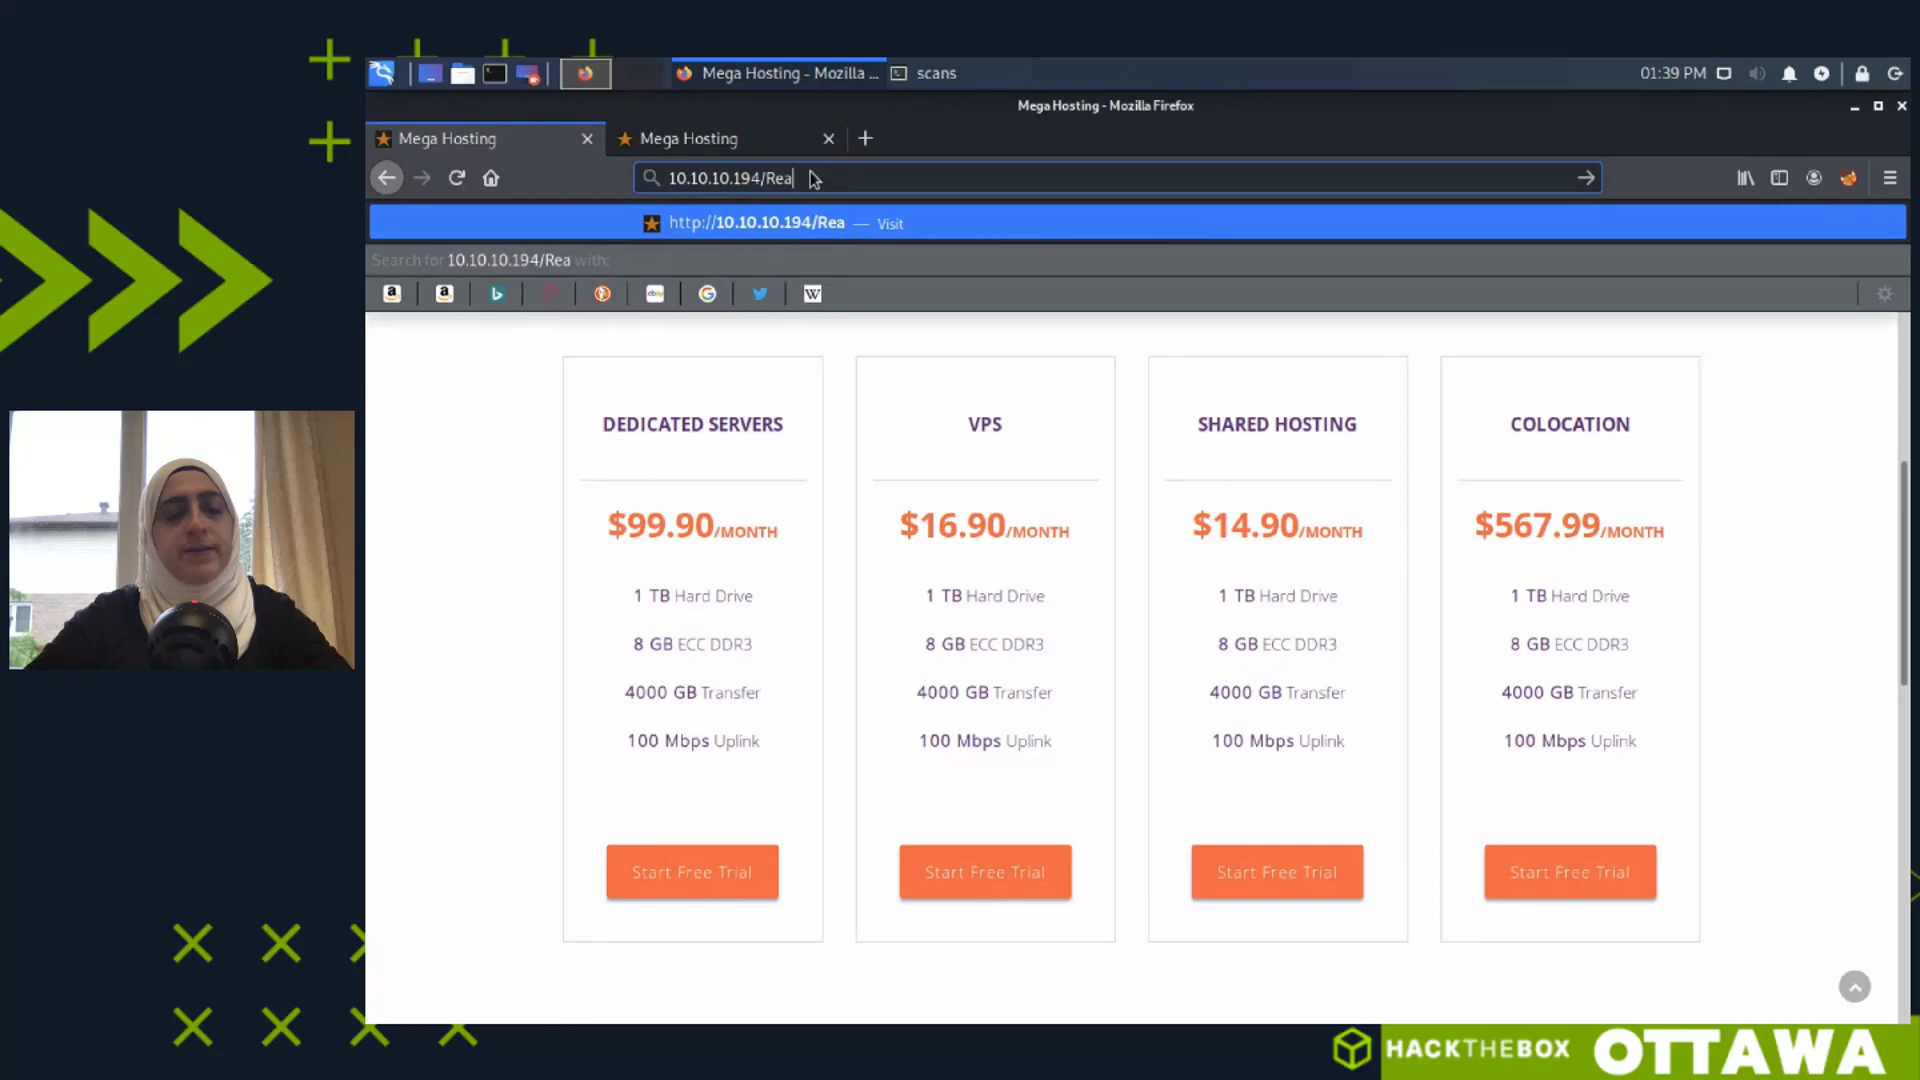 Mega Hosting - Mozilla ...
scans
01:39 PM
Mega Hosting - Mozilla Firefox
Mega Hosting
Mega Hosting
10.10.10.194/Rea
http://10.10.10.194/Rea — Visit
Search for 10.10.10.194/Rea with:
DEDICATED SERVERS
$99.90/MONTH
1 TB Hard Drive
8 GB ECC DDR3
4000 GB Transfer
100 Mbps Uplink
Start Free Trial
VPS
$16.90/MONTH
1 TB Hard Drive
8 GB ECC DDR3
4000 GB Transfer
100 Mbps Uplink
Start Free Trial
SHARED HOSTING
$14.90/MONTH
1 TB Hard Drive
8 GB ECC DDR3
4000 GB Transfer
100 Mbps Uplink
Start Free Trial
COLOCATION
$567.99/MONTH
1 TB Hard Drive
8 GB ECC DDR3
4000 GB Transfer
100 Mbps Uplink
Start Free Trial
HACKTHEBOX OTTAWA